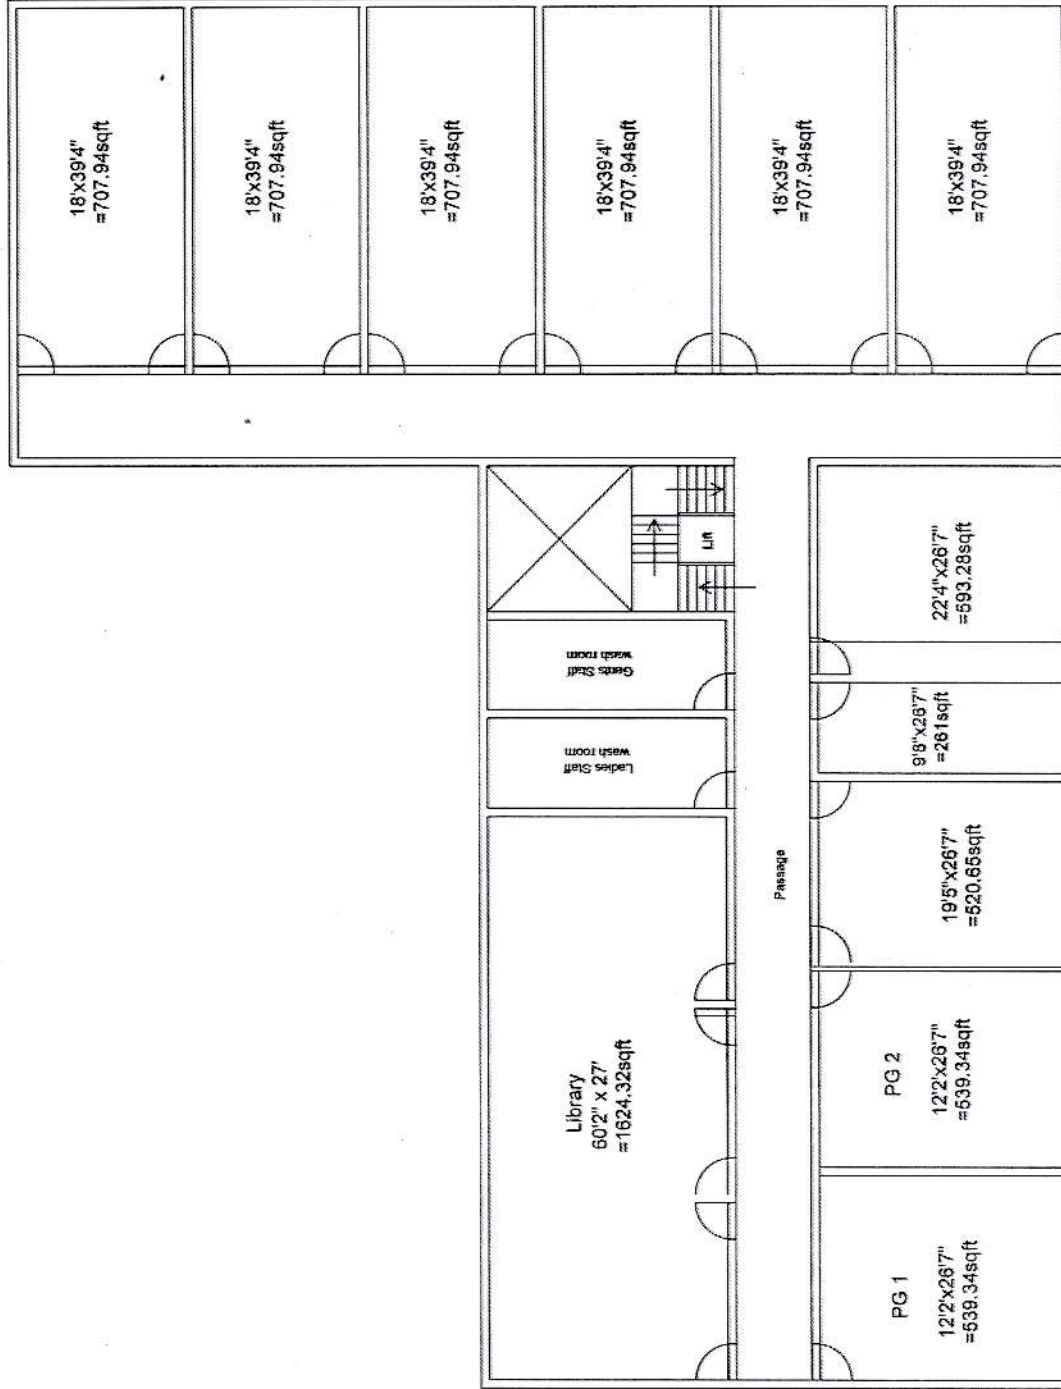 18'x39'4"
=707.94sqft
18'x39'4"
=707.94sqft
18'x39'4"
=707.94sqft
18'x39'4"
=707.94sqft
18'x39'4"
=707.94sqft
18'x39'4"
=707.94sqft
Lift
Gents Staff
wash room
Ladies Staff
wash room
Library
60'2" x 27'
=1624.32sqft
Passage
22'4"x26'7"
=593.28sqft
9'8"x26'7"
=261sqft
19'5"x26'7"
=520.65sqft
PG 2
12'2'x26'7"
=539.34sqft
PG 1
12'2'x26'7"
=539.34sqft